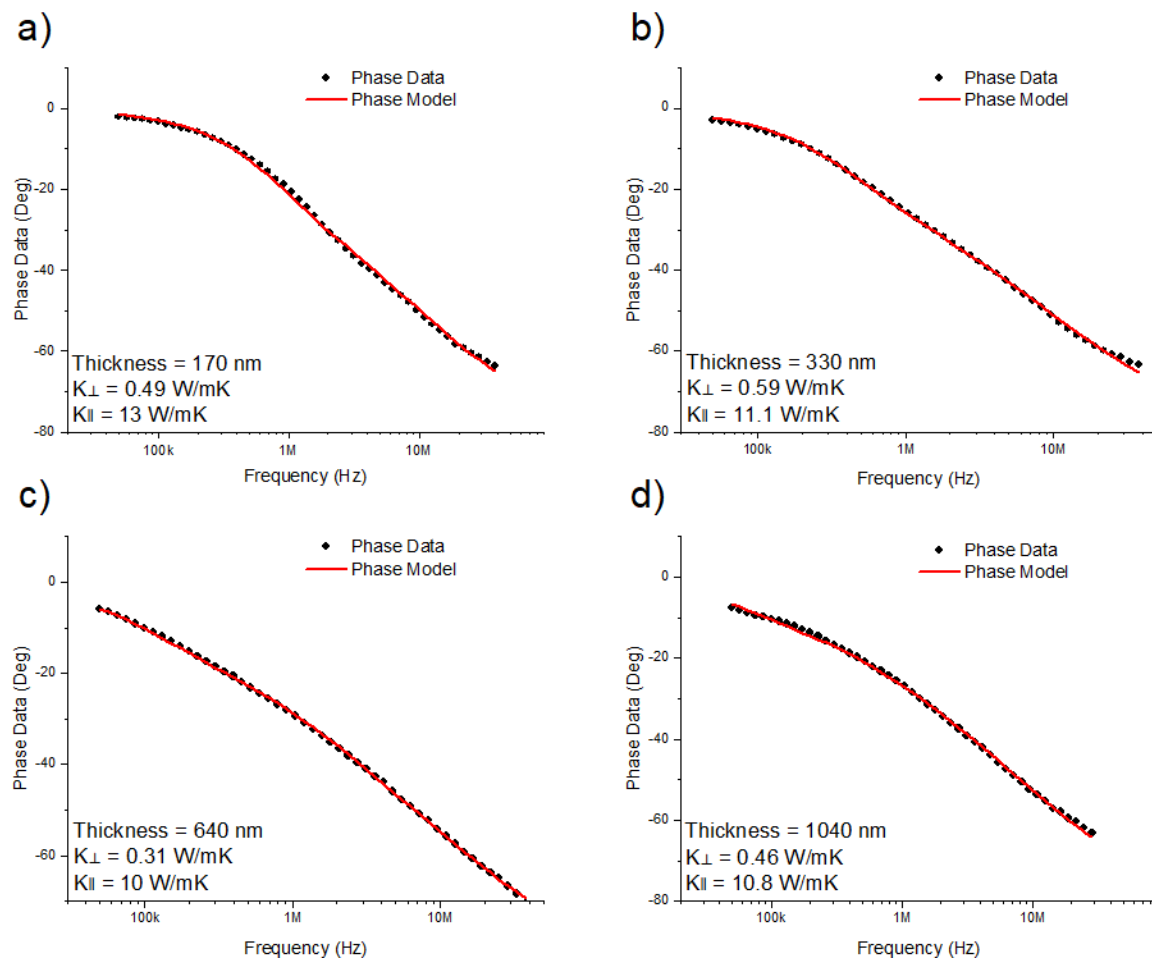 a)
Phase Data
Phase Model
0
-20
-40
-60
-80
Phase Data (Deg)
Thickness = 170 nm
K⊥ = 0.49 W/mK
K∥ = 13 W/mK
100k
1M
10M
Frequency (Hz)
b)
Phase Data
Phase Model
0
-20
-40
-60
-80
Phase Data (Deg)
Thickness = 330 nm
K⊥ = 0.59 W/mK
K∥ = 11.1 W/mK
100k
1M
10M
Frequency (Hz)
c)
Phase Data
Phase Model
0
-20
-40
-60
Phase Data (Deg)
Thickness = 640 nm
K⊥ = 0.31 W/mK
K∥ = 10 W/mK
100k
1M
10M
Frequency (Hz)
d)
Phase Data
Phase Model
0
-20
-40
-60
-80
Phase Data (Deg)
Thickness = 1040 nm
K⊥ = 0.46 W/mK
K∥ = 10.8 W/mK
100k
1M
10M
Frequency (Hz)